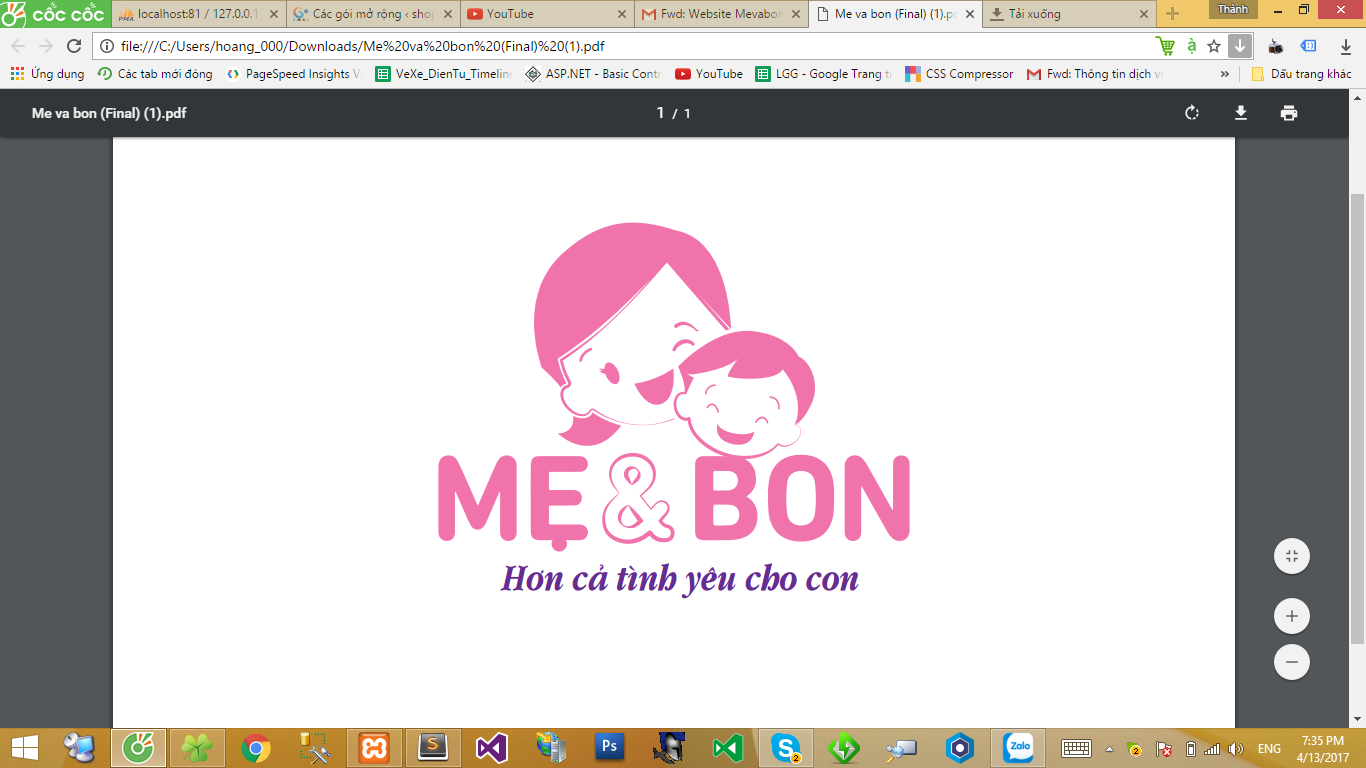 CỐC CỐC
localhost:81 / 127.0.0.1
Các gói mở rộng ‹ shop
YouTube
Fwd: Website Mevabon
Me va bon (Final) (1).pd
Tải xuống
Thành
file:///C:/Users/hoang_000/Downloads/Me%20va%20bon%20(Final)%20(1).pdf
Ứng dụng
Các tab mới đóng
PageSpeed Insights
VeXe_DienTu_Timeline
ASP.NET - Basic Contr
YouTube
LGG - Google Trang t
CSS Compressor
Fwd: Thông tin dịch v
»
Dấu trang khác
Me va bon (Final) (1).pdf
1 / 1
MẸ & BON
Hơn cả tình yêu cho con
Zalo
ENG
7:35 PM
4/13/2017